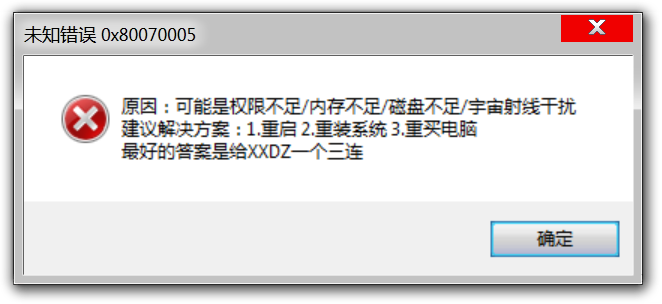 未知错误 0x80070005
原因：可能是权限不足/内存不足/磁盘不足/宇宙射线干扰
建议解决方案：1.重启 2.重装系统 3.重买电脑
最好的答案是给XXDZ一个三连
确定